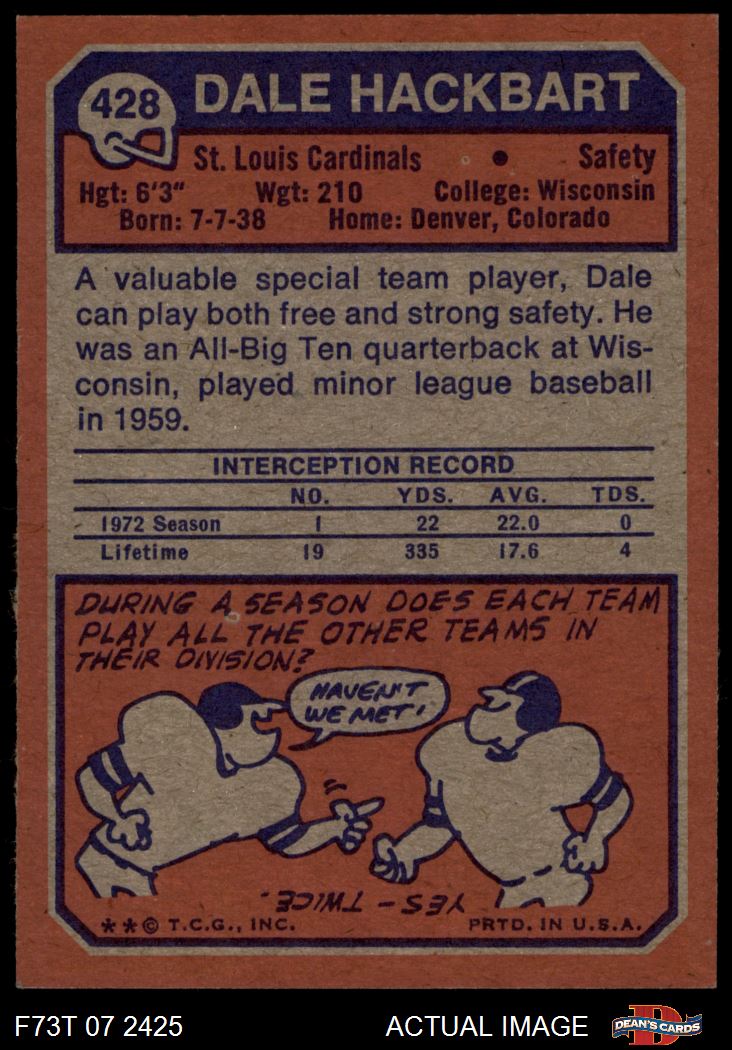 428
DALE HACKBART
St. Louis Cardinals • Safety
Hgt: 6'3" Wgt: 210 College: Wisconsin
Born: 7-7-38 Home: Denver, Colorado
A valuable special team player, Dale
can play both free and strong safety. He
was an All-Big Ten quarterback at Wis-
consin, played minor league baseball
in 1959.
INTERCEPTION RECORD
NO. YDS. AVG. TDS.
1972 Season 1 22 22.0 0
Lifetime 19 335 17.6 4
DURING A SEASON DOES EACH TEAM
PLAY ALL THE OTHER TEAMS IN
THEIR DIVISION?
HAVEN'T
WE MET!
YES - TWICE.
**© T.C.G., INC. PRTD. IN U.S.A.
F73T 07 2425 ACTUAL IMAGE
D
DEAN'S CARDS